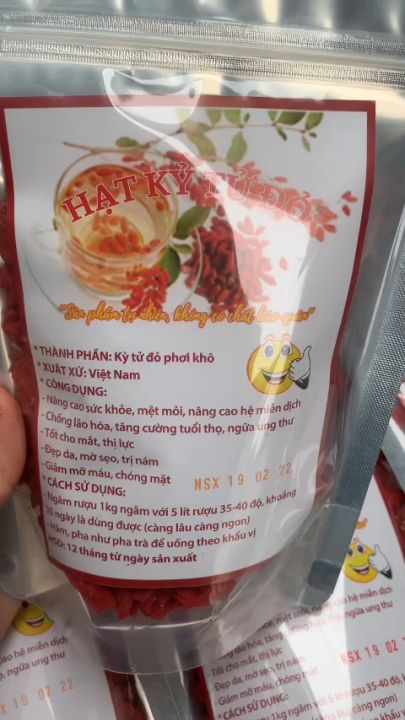 HẠT KỶ TỬ ĐỎ
"Sản phẩm tự nhiên, không có chất bảo quản"
* THÀNH PHẦN: Kỳ tử đỏ phơi khô
* XUẤT XỨ: Việt Nam
* CÔNG DỤNG:
- Nâng cao sức khỏe, mệt mỏi, nâng cao hệ miễn dịch
- Chống lão hóa, tăng cường tuổi thọ, ngừa ung thư
- Tốt cho mắt, thị lực
- Đẹp da, mờ sẹo, trị nám
- Giảm mỡ máu, chóng mặt
NSX 19 02 22
* CÁCH SỬ DỤNG:
- Ngâm rượu 1kg ngâm với 5 lít rượu 35-40 độ, khoảng
30 ngày là dùng được (càng lâu càng ngon)
- Hãm, pha như pha trà để uống theo khẩu vị
HSD: 12 tháng từ ngày sản xuất
cao hệ miễn dịch
ngừa ung thư
19 02 22
- Tốt cho mắt, thị lực
- Đẹp da, mờ sẹo, trị nám
- Giảm mỡ máu, chóng mặt
NSX 19 02
* CÁCH SỬ DỤNG: